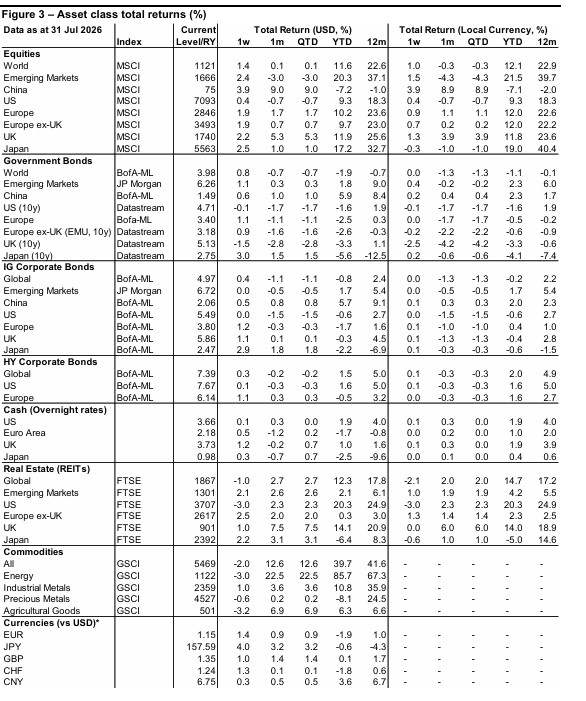 Figure 3 – Asset class total returns (%)
Data as at 31 Jul 2026 Current Total Return (USD, %) Total Return (Local Currency, %)
Index Level/RY 1w 1m QTD YTD 12m 1w 1m QTD YTD 12m
Equities
World MSCI 1121 1.4 0.1 0.1 11.6 22.6 1.0 -0.3 -0.3 12.1 22.6
Emerging Markets MSCI 1666 2.4 -3.0 -3.0 20.3 37.1 1.5 -4.3 -4.3 21.5 39.7
China MSCI 75 3.9 9.0 9.0 -7.2 -1.0 3.9 8.9 8.9 -7.1 -2.0
US MSCI 7093 0.4 -0.7 -0.7 9.3 18.3 0.4 -0.7 -0.7 9.3 18.3
Europe MSCI 2846 1.9 1.7 1.7 10.2 23.6 0.9 1.1 1.1 12.0 22.9
Europe ex-UK MSCI 3493 1.9 0.7 0.7 9.7 23.0 0.7 0.2 0.2 12.0 22.2
UK MSCI 1740 2.2 5.3 5.3 11.9 25.6 1.3 3.9 3.9 11.8 23.6
Japan MSCI 5563 2.5 1.0 1.0 17.2 32.7 -0.3 -1.0 -1.0 19.0 40.4
Government Bonds
World BofA-ML 3.98 0.8 -0.7 -0.7 -1.9 -0.7 0.0 -1.3 -1.3 -1.1 -0.1
Emerging Markets JP Morgan 6.26 1.1 0.3 0.3 1.8 9.0 0.4 -0.2 -0.2 2.3 6.0
China BofA-ML 1.49 0.6 1.0 1.0 5.9 8.4 0.2 0.4 0.4 2.3 1.7
US (10y) Datastream 4.71 -0.1 -1.7 -1.7 -1.6 1.9 -0.1 -1.7 -1.7 -1.6 1.9
Europe Bofa-ML 3.40 1.1 -1.1 -1.1 -2.5 0.3 0.0 -1.7 -1.7 -0.5 -0.2
Europe ex-UK (EMU, 10y) Datastream 3.18 0.9 -1.6 -1.6 -2.6 -0.3 -0.2 -2.2 -2.2 -0.6 -0.9
UK (10y) Datastream 5.13 -1.5 -2.8 -2.8 -3.3 1.1 -2.5 -4.2 -4.2 -3.3 -0.6
Japan (10y) Datastream 2.75 3.0 1.5 1.5 -5.6 -12.5 0.2 -0.6 -0.6 -4.1 -7.4
IG Corporate Bonds
Global BofA-ML 4.97 0.4 -1.1 -1.1 -0.8 2.4 0.0 -1.3 -1.3 -0.2 2.2
Emerging Markets JP Morgan 6.72 0.0 -0.5 -0.5 1.7 5.4 0.0 -0.5 -0.5 1.7 5.4
China BofA-ML 2.06 0.5 0.8 0.8 5.7 9.1 0.1 0.3 0.3 2.0 2.3
US BofA-ML 5.49 0.0 -1.5 -1.5 -0.6 2.7 0.0 -1.5 -1.5 -0.6 2.7
Europe BofA-ML 3.80 1.2 -0.3 -0.3 -1.7 1.6 0.1 -1.0 -1.0 0.4 1.0
UK BofA-ML 5.86 1.1 0.1 0.1 -0.3 4.5 0.1 -1.3 -1.3 -0.4 2.8
Japan BofA-ML 2.47 2.9 1.8 1.8 -2.2 -6.9 0.1 -0.3 -0.3 -0.6 -1.5
HY Corporate Bonds
Global BofA-ML 7.39 0.3 -0.2 -0.2 1.5 5.0 0.1 -0.3 -0.3 2.0 4.9
US BofA-ML 7.67 0.1 -0.3 -0.3 1.6 5.0 0.1 -0.3 -0.3 1.6 5.0
Europe BofA-ML 6.14 1.1 0.3 0.3 -0.5 3.2 0.0 -0.3 -0.3 1.6 2.7
Cash (Overnight rates)
US 3.66 0.1 0.3 0.0 1.9 4.0 0.1 0.3 0.0 1.9 4.0
Euro Area 2.18 0.5 -1.2 0.2 -1.7 -0.8 0.0 0.2 0.0 1.0 2.0
UK 3.73 1.2 -0.2 0.7 1.0 1.6 0.1 0.3 0.0 1.9 3.9
Japan 0.98 0.3 -0.7 0.7 -2.5 -9.6 0.0 0.1 0.0 0.4 0.6
Real Estate (REITs)
Global FTSE 1867 -1.0 2.7 2.7 12.3 17.8 -2.1 2.0 2.0 14.7 17.2
Emerging Markets FTSE 1301 2.1 2.6 2.6 2.1 6.1 1.0 1.9 1.9 4.2 5.5
US FTSE 3707 -3.0 2.3 2.3 20.3 24.9 -3.0 2.3 2.3 20.3 24.9
Europe ex-UK FTSE 2617 2.5 2.0 2.0 0.3 3.0 1.3 1.4 1.4 2.3 2.5
UK FTSE 901 1.0 7.5 7.5 14.1 20.9 0.0 6.0 6.0 14.0 18.9
Japan FTSE 2392 2.2 3.1 3.1 -6.4 8.3 -0.6 1.0 1.0 -5.0 14.6
Commodities
All GSCI 5469 -2.0 12.6 12.6 39.7 41.6 - - - - -
Energy GSCI 1122 -3.0 22.5 22.5 85.7 67.3 - - - - -
Industrial Metals GSCI 2359 1.0 3.6 3.6 10.8 35.9 - - - - -
Precious Metals GSCI 4527 -0.6 0.2 0.2 -8.1 24.5 - - - - -
Agricultural Goods GSCI 501 -3.2 6.9 6.9 6.3 6.6 - - - - -
Currencies (vs USD)*
EUR 1.15 1.4 0.9 0.9 -1.9 1.0 - - - - -
JPY 157.59 4.0 3.2 3.2 -0.6 -4.3 - - - - -
GBP 1.35 1.0 1.4 1.4 0.1 1.7 - - - - -
CHF 1.24 1.3 0.1 0.1 -1.8 0.6 - - - - -
CNY 6.75 0.3 0.5 0.5 3.6 6.7 - - - - -